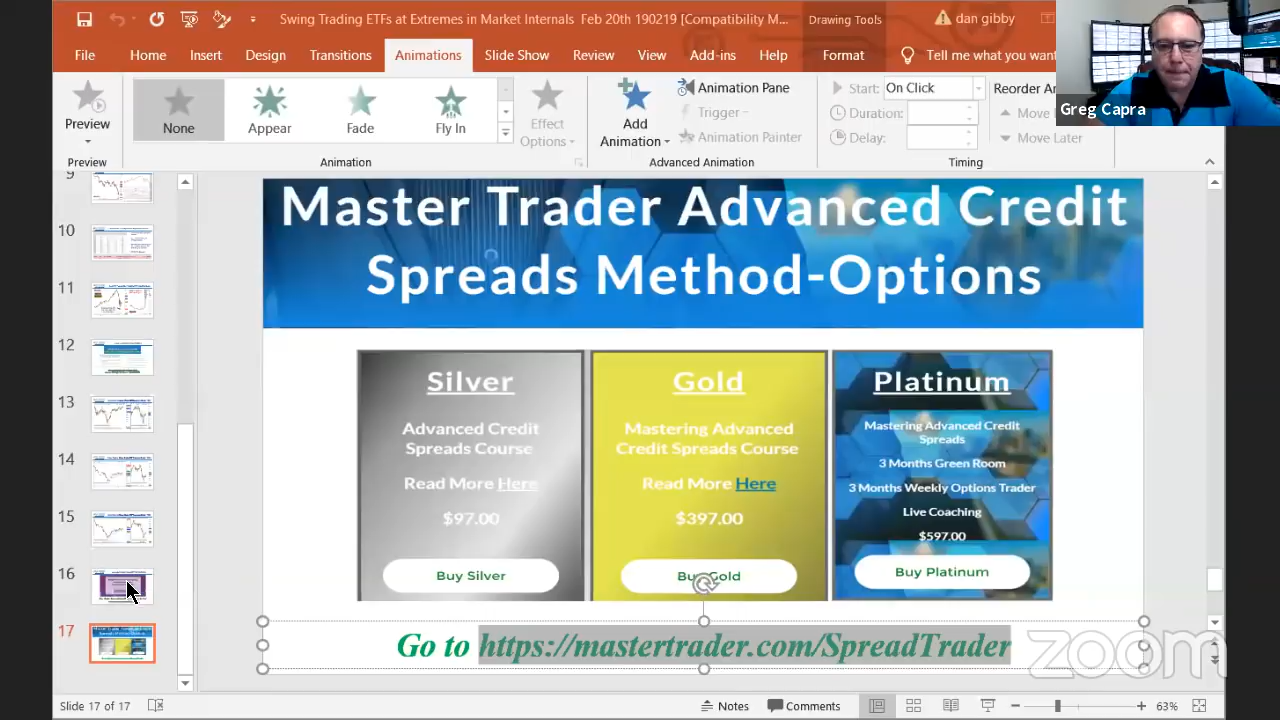 Swing Trading ETFs at Extremes in Market Internals Feb 20th 190219 [Compatibility M...
Drawing Tools
dan gibby
File
Home
Insert
Design
Transitions
Animations
Slide Show
Review
View
Add-ins
Help
Format
Tell me what you want
Preview
None
Appear
Fade
Fly In
Effect
Options
Add
Animation
Animation Pane
Trigger
Animation Painter
Start:
On Click
Duration:
Delay:
Reorder An
Move
Move Later
Preview
Animation
Advanced Animation
Timing
Greg Capra
9
10
11
12
13
14
15
16
17
Master Trader Advanced Credit
Spreads Method-Options
Silver
Advanced Credit
Spreads Course
Read More Here
$97.00
Buy Silver
Gold
Mastering Advanced
Credit Spreads Course
Read More Here
$397.00
Buy Gold
Platinum
Mastering Advanced Credit
Spreads
3 Months Green Room
3 Months Weekly Options Trader
Live Coaching
$597.00
Buy Platinum
Go to https://mastertrader.com/SpreadTrader
zoom
Slide 17 of 17
Notes
Comments
63%